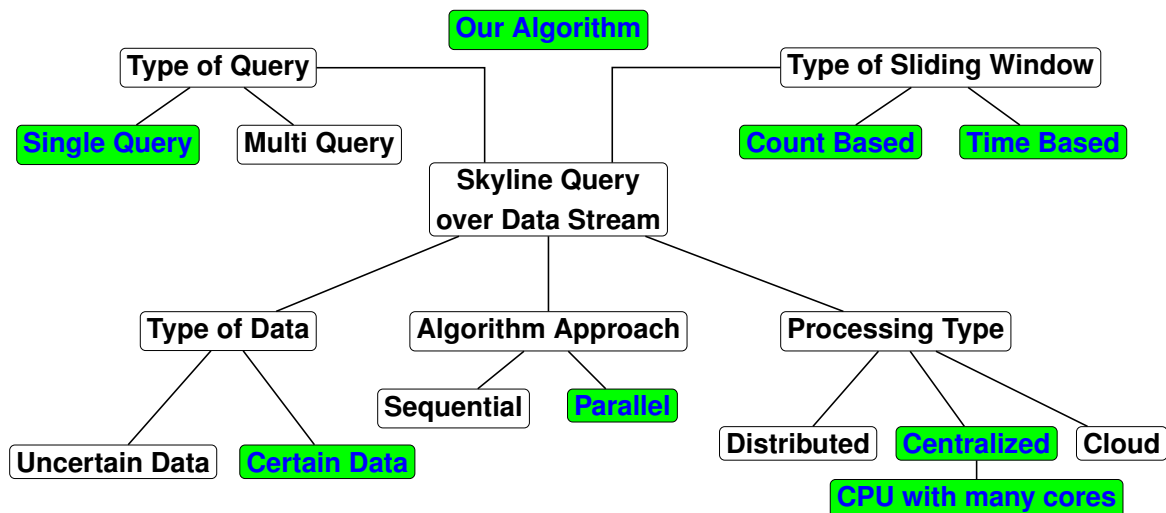 Our Algorithm
Type of Query
Type of Sliding Window
Single Query
Multi Query
Count Based
Time Based
Skyline Query
over Data Stream
Type of Data
Algorithm Approach
Processing Type
Sequential
Parallel
Uncertain Data
Certain Data
Distributed
Centralized
Cloud
CPU with many cores